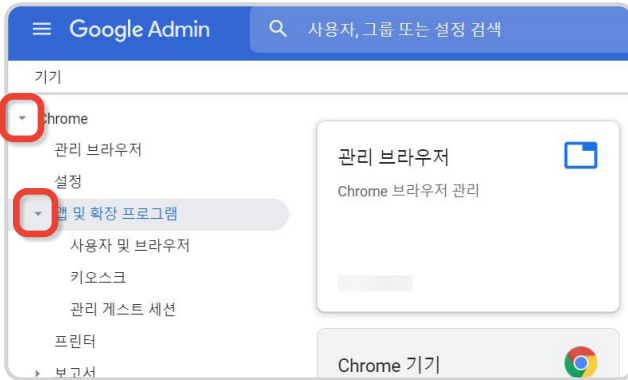 Google Admin
사용자, 그룹 또는 설정 검색
기기
Chrome
관리 브라우저
설정
앱 및 확장 프로그램
사용자 및 브라우저
키오스크
관리 게스트 세션
프린터
보고서
관리 브라우저
Chrome 브라우저 관리
Chrome 기기